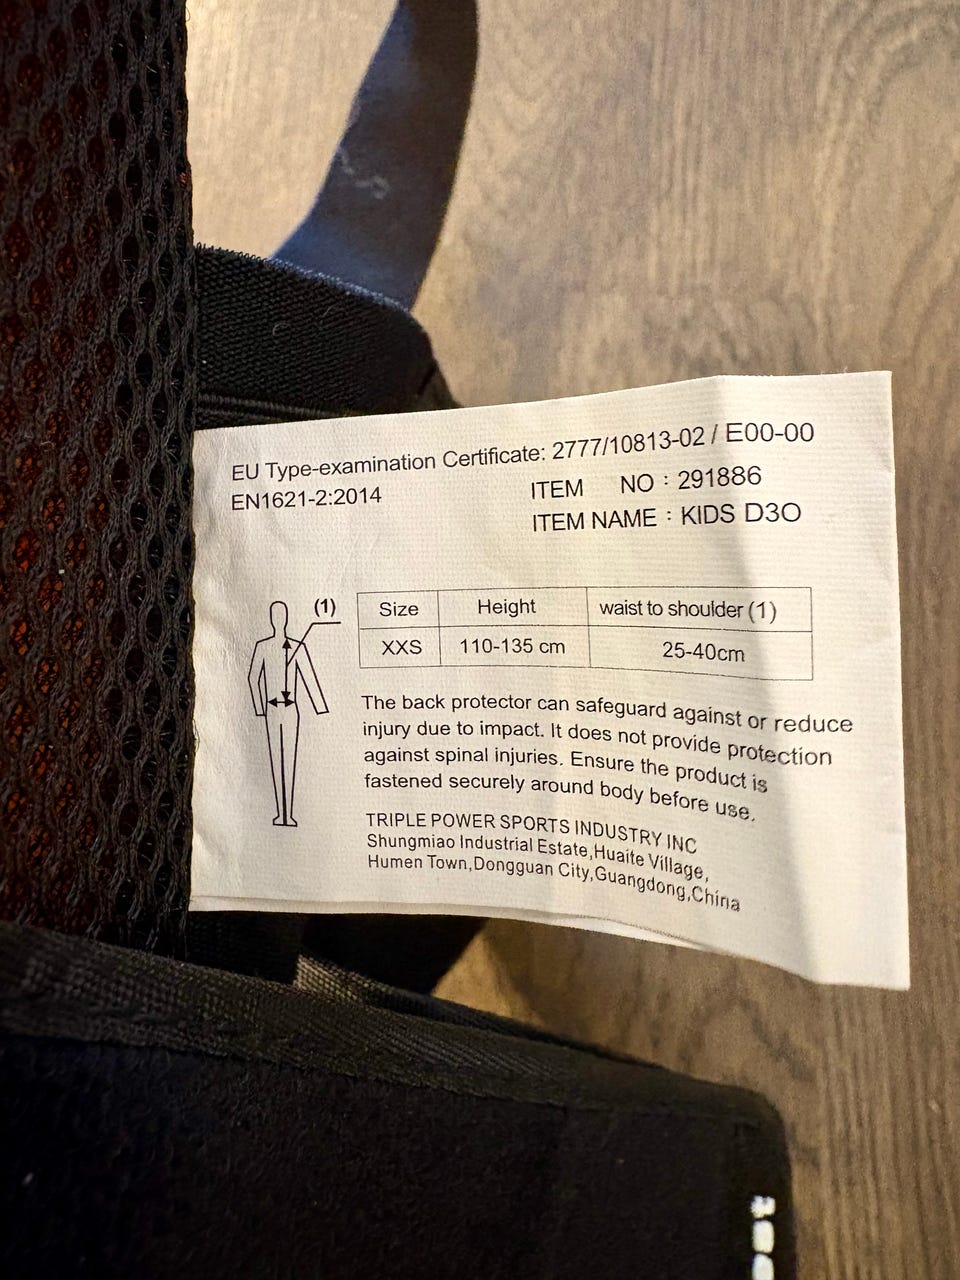 EU Type-examination Certificate: 2777/10813-02 / E00-00
EN1621-2:2014
ITEM NO : 291886
ITEM NAME : KIDS D3O
(1)
Size Height waist to shoulder (1)
XXS 110-135 cm 25-40cm
The back protector can safeguard against or reduce
injury due to impact. It does not provide protection
against spinal injuries. Ensure the product is
fastened securely around body before use.
TRIPLE POWER SPORTS INDUSTRY INC
Shungmiao Industrial Estate,Huaite Village,
Humen Town,Dongguan City,Guangdong,China